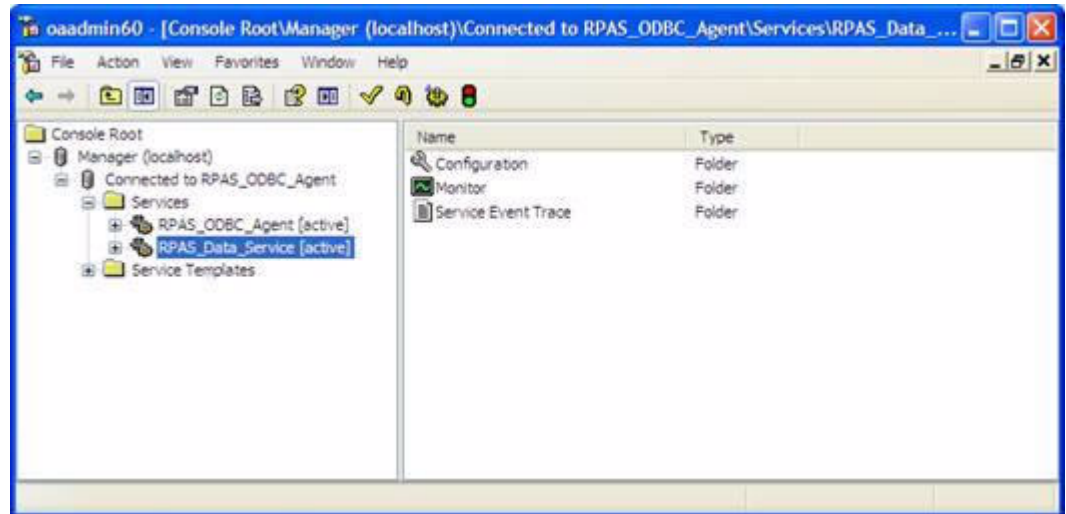 oaadmin60 - [Console Root\Manager (localhost)\Connected to RPAS_ODBC_Agent\Services\RPAS_Data_...
File Action View Favorites Window Help
Console Root
Manager (localhost)
Connected to RPAS_ODBC_Agent
Services
RPAS_ODBC_Agent [active]
RPAS_Data_Service [active]
Service Templates
Name Type
Configuration Folder
Monitor Folder
Service Event Trace Folder